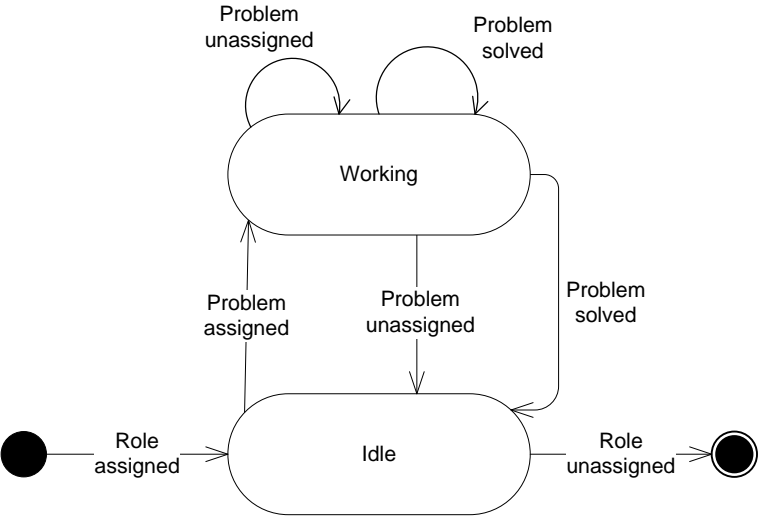 Problem
unassigned
Problem
solved
Working
Problem
assigned
Problem
unassigned
Problem
solved
Role
assigned
Idle
Role
unassigned